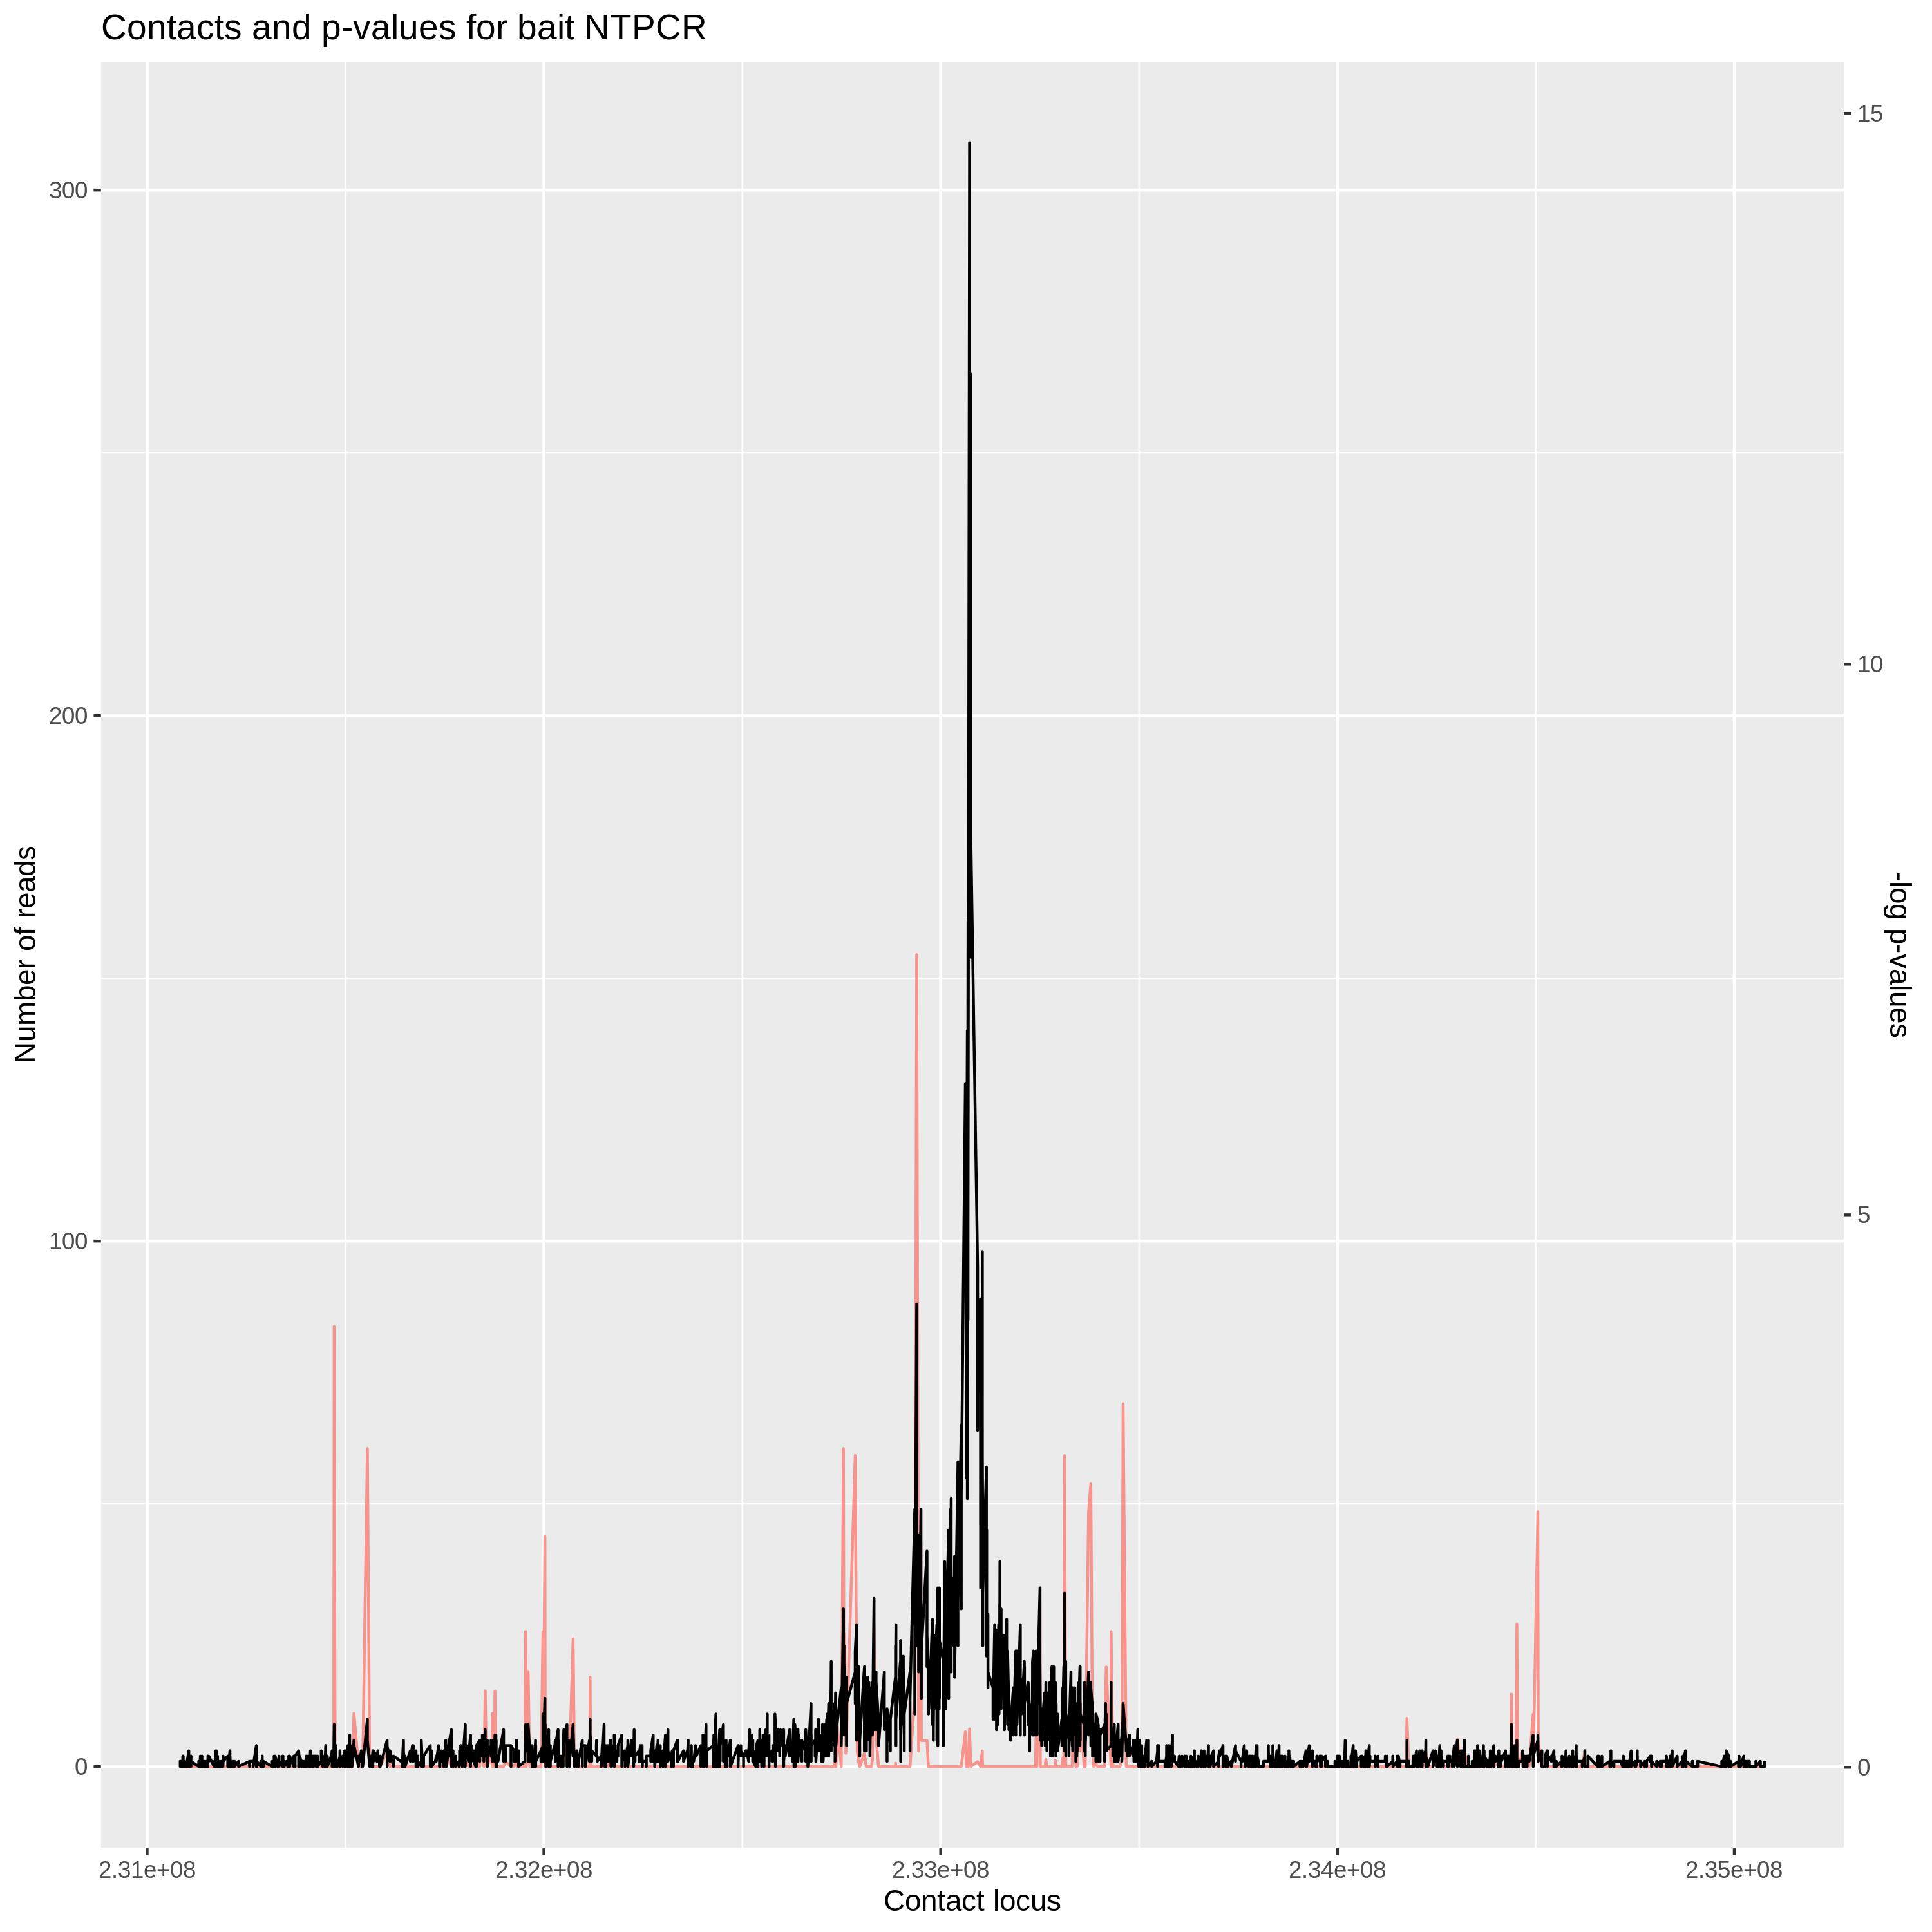 Contacts and p-values for bait NTPCR
300
200
100
0
Number of reads
15
10
5
0
-log p-values
2.31e+08 2.32e+08 2.33e+08 2.34e+08 2.35e+08
Contact locus